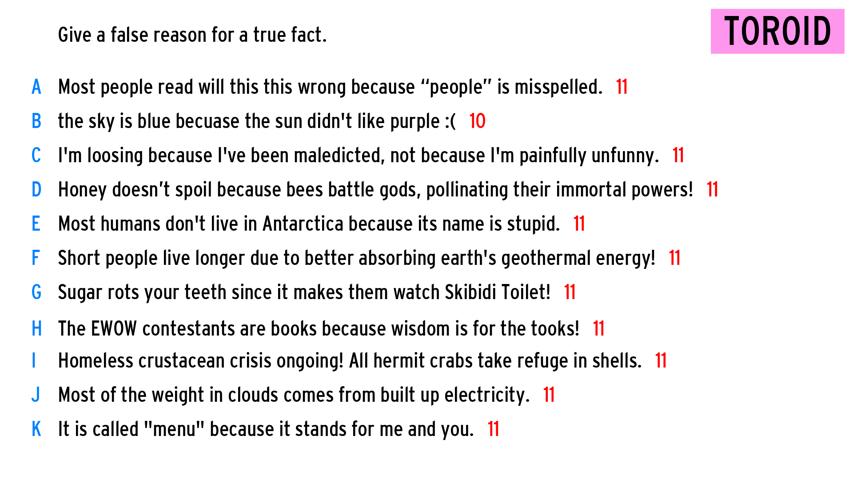 Give a false reason for a true fact.
TOROID
A Most people read will this this wrong because “people” is misspelled. 11
B the sky is blue becuase the sun didn't like purple :( 10
C I'm loosing because I've been maledicted, not because I'm painfully unfunny. 11
D Honey doesn’t spoil because bees battle gods, pollinating their immortal powers! 11
E Most humans don't live in Antarctica because its name is stupid. 11
F Short people live longer due to better absorbing earth's geothermal energy! 11
G Sugar rots your teeth since it makes them watch Skibidi Toilet! 11
H The EWOW contestants are books because wisdom is for the tooks! 11
I Homeless crustacean crisis ongoing! All hermit crabs take refuge in shells. 11
J Most of the weight in clouds comes from built up electricity. 11
K It is called "menu" because it stands for me and you. 11